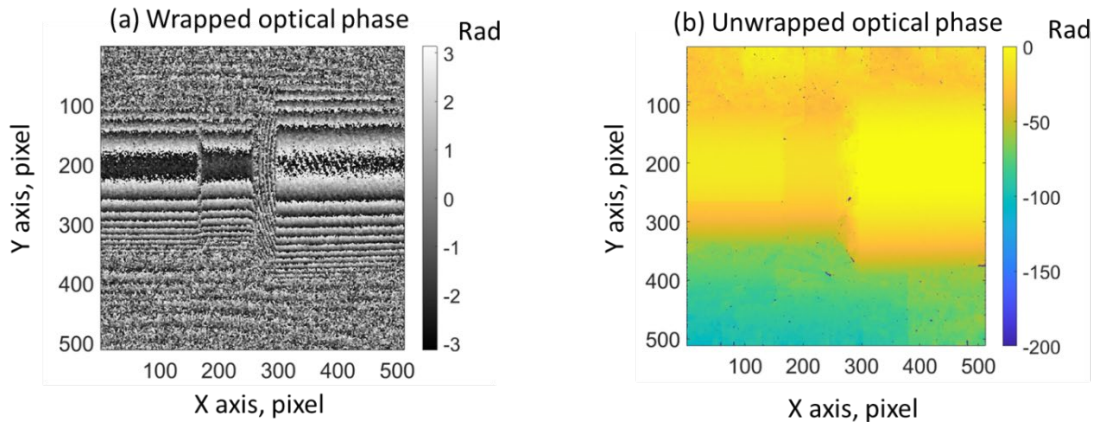 (a) Wrapped optical phase
Rad
3
2
1
0
-1
-2
-3
100
200
300
400
500
Y axis, pixel
100 200 300 400 500
X axis, pixel
(b) Unwrapped optical phase
Rad
0
-50
-100
-150
-200
100
200
300
400
500
Y axis, pixel
100 200 300 400 500
X axis, pixel